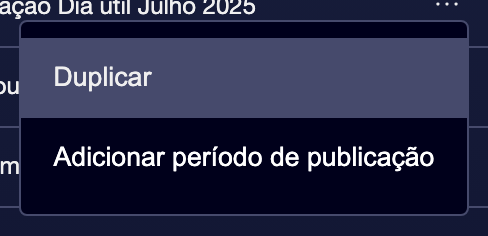 ação Dia útil Julho 2025 ...
Duplicar
Adicionar período de publicação